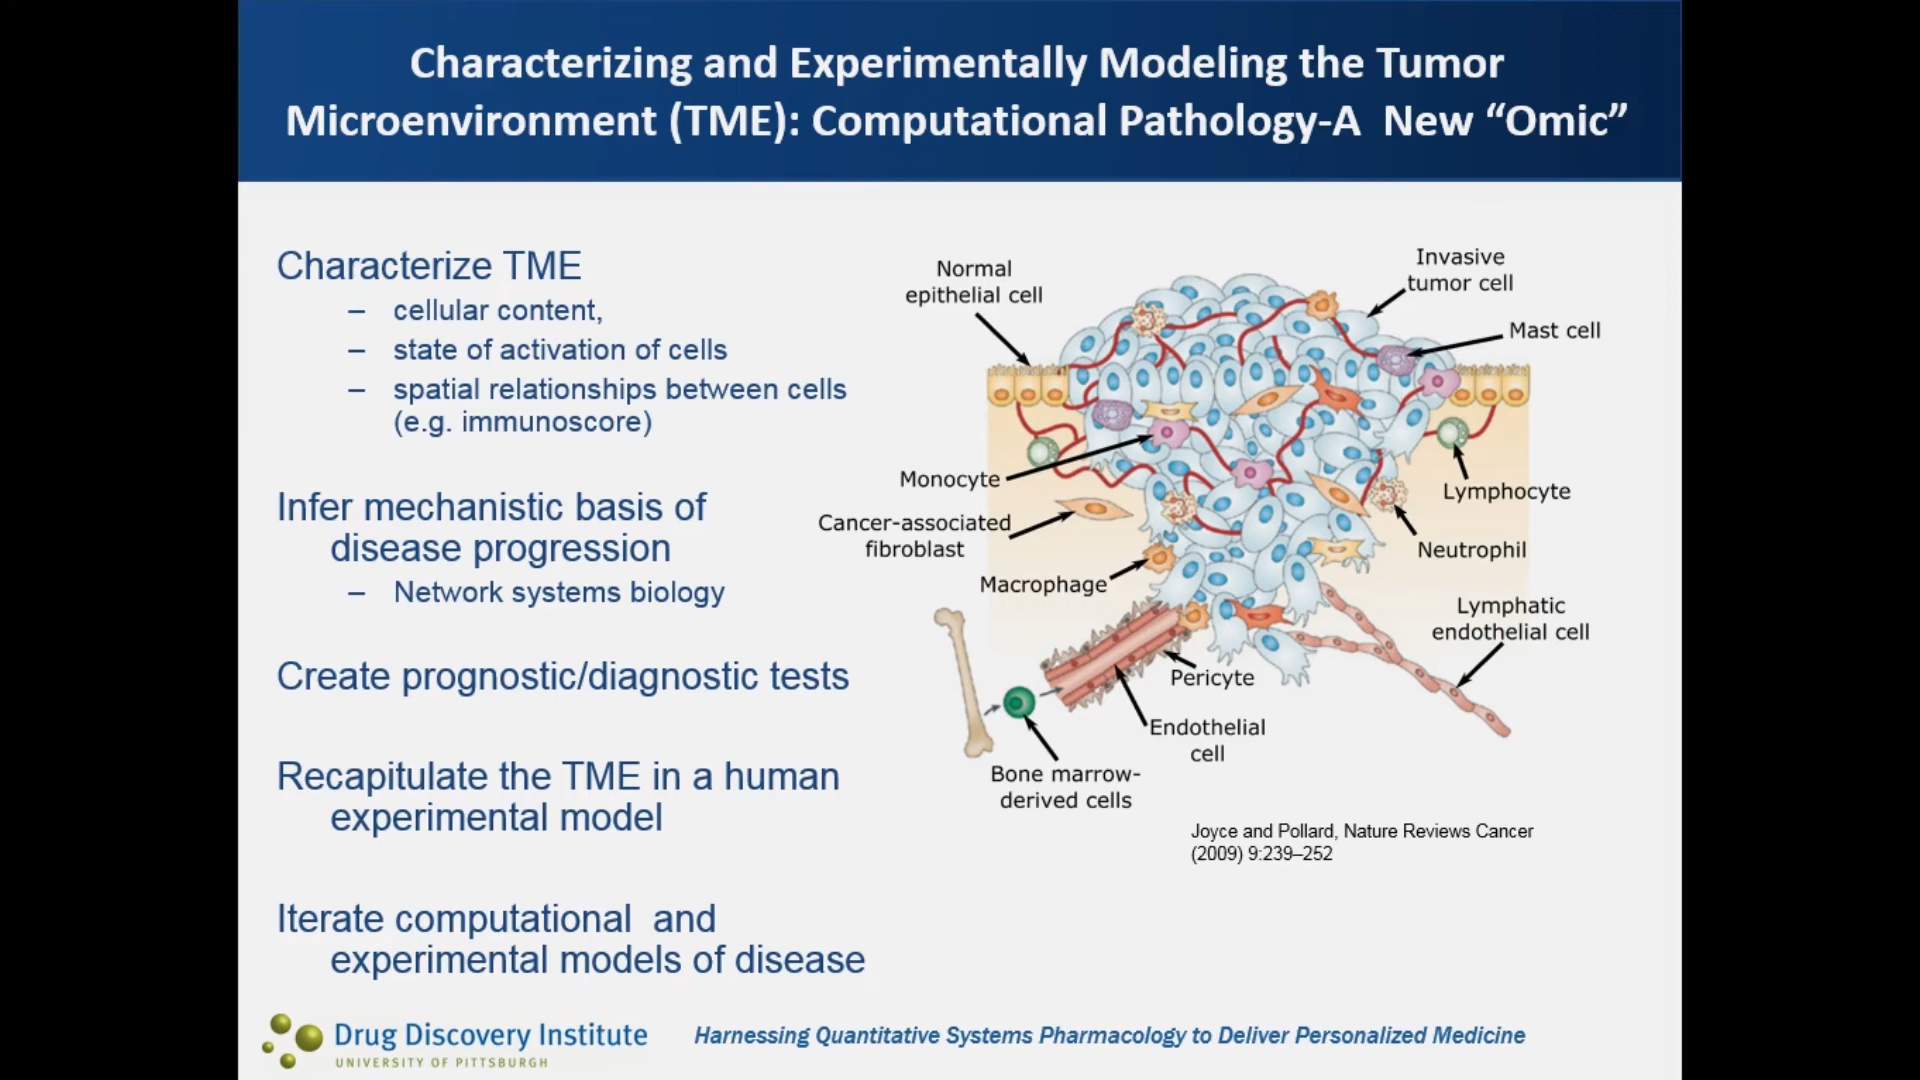 Characterizing and Experimentally Modeling the Tumor
Microenvironment (TME): Computational Pathology-A New “Omic”
Characterize TME
– cellular content,
– state of activation of cells
– spatial relationships between cells
(e.g. immunoscore)
Infer mechanistic basis of
disease progression
– Network systems biology
Create prognostic/diagnostic tests
Recapitulate the TME in a human
experimental model
Iterate computational and
experimental models of disease
Normal
epithelial cell
Invasive
tumor cell
Mast cell
Monocyte
Lymphocyte
Cancer-associated
fibroblast
Neutrophil
Macrophage
Lymphatic
endothelial cell
Pericyte
Endothelial
cell
Bone marrow-
derived cells
Joyce and Pollard, Nature Reviews Cancer
(2009) 9:239–252
Drug Discovery Institute
UNIVERSITY OF PITTSBURGH
Harnessing Quantitative Systems Pharmacology to Deliver Personalized Medicine